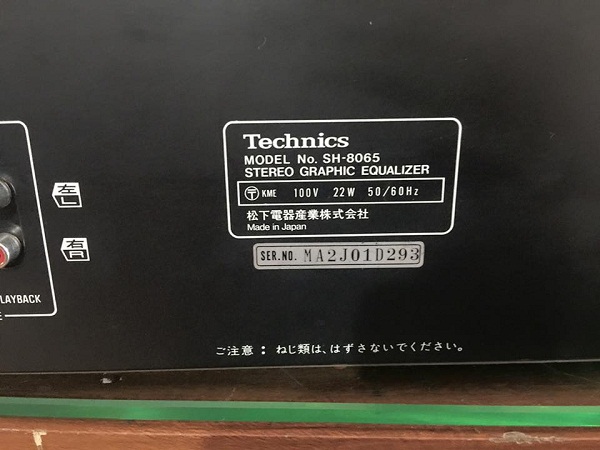 Technics
MODEL No. SH-8065
STEREO GRAPHIC EQUALIZER
〒 KME 100V 22W 50/60Hz
松下電器産業株式会社
Made in Japan
SER.NO. MA2J01D293
左 L
右 R
LAYBACK
E
ご注意：ねじ類は、はずさないでください。